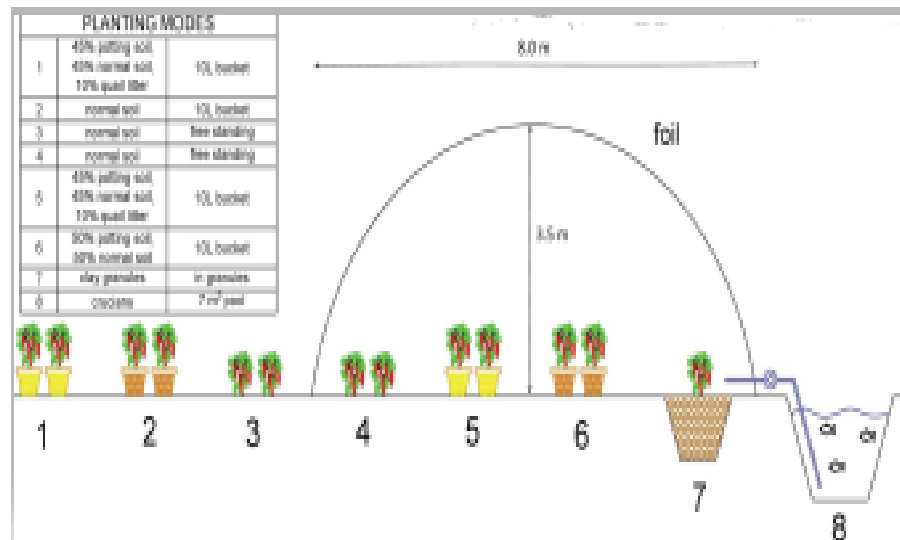 PLANTING MODES
1
45% potting soil,
45% normal soil,
10% quail litter
10L bucket
2
normal soil
10L bucket
3
normal soil
free standing
4
normal soil
free standing
5
45% potting soil,
45% normal soil,
10% quail litter
10L bucket
6
50% potting soil,
50% normal soil
10L bucket
7
clay granules
in granules
8
crucians
7 m³ pool
8.0 m
foil
3.5 m
1
2
3
4
5
6
7
8